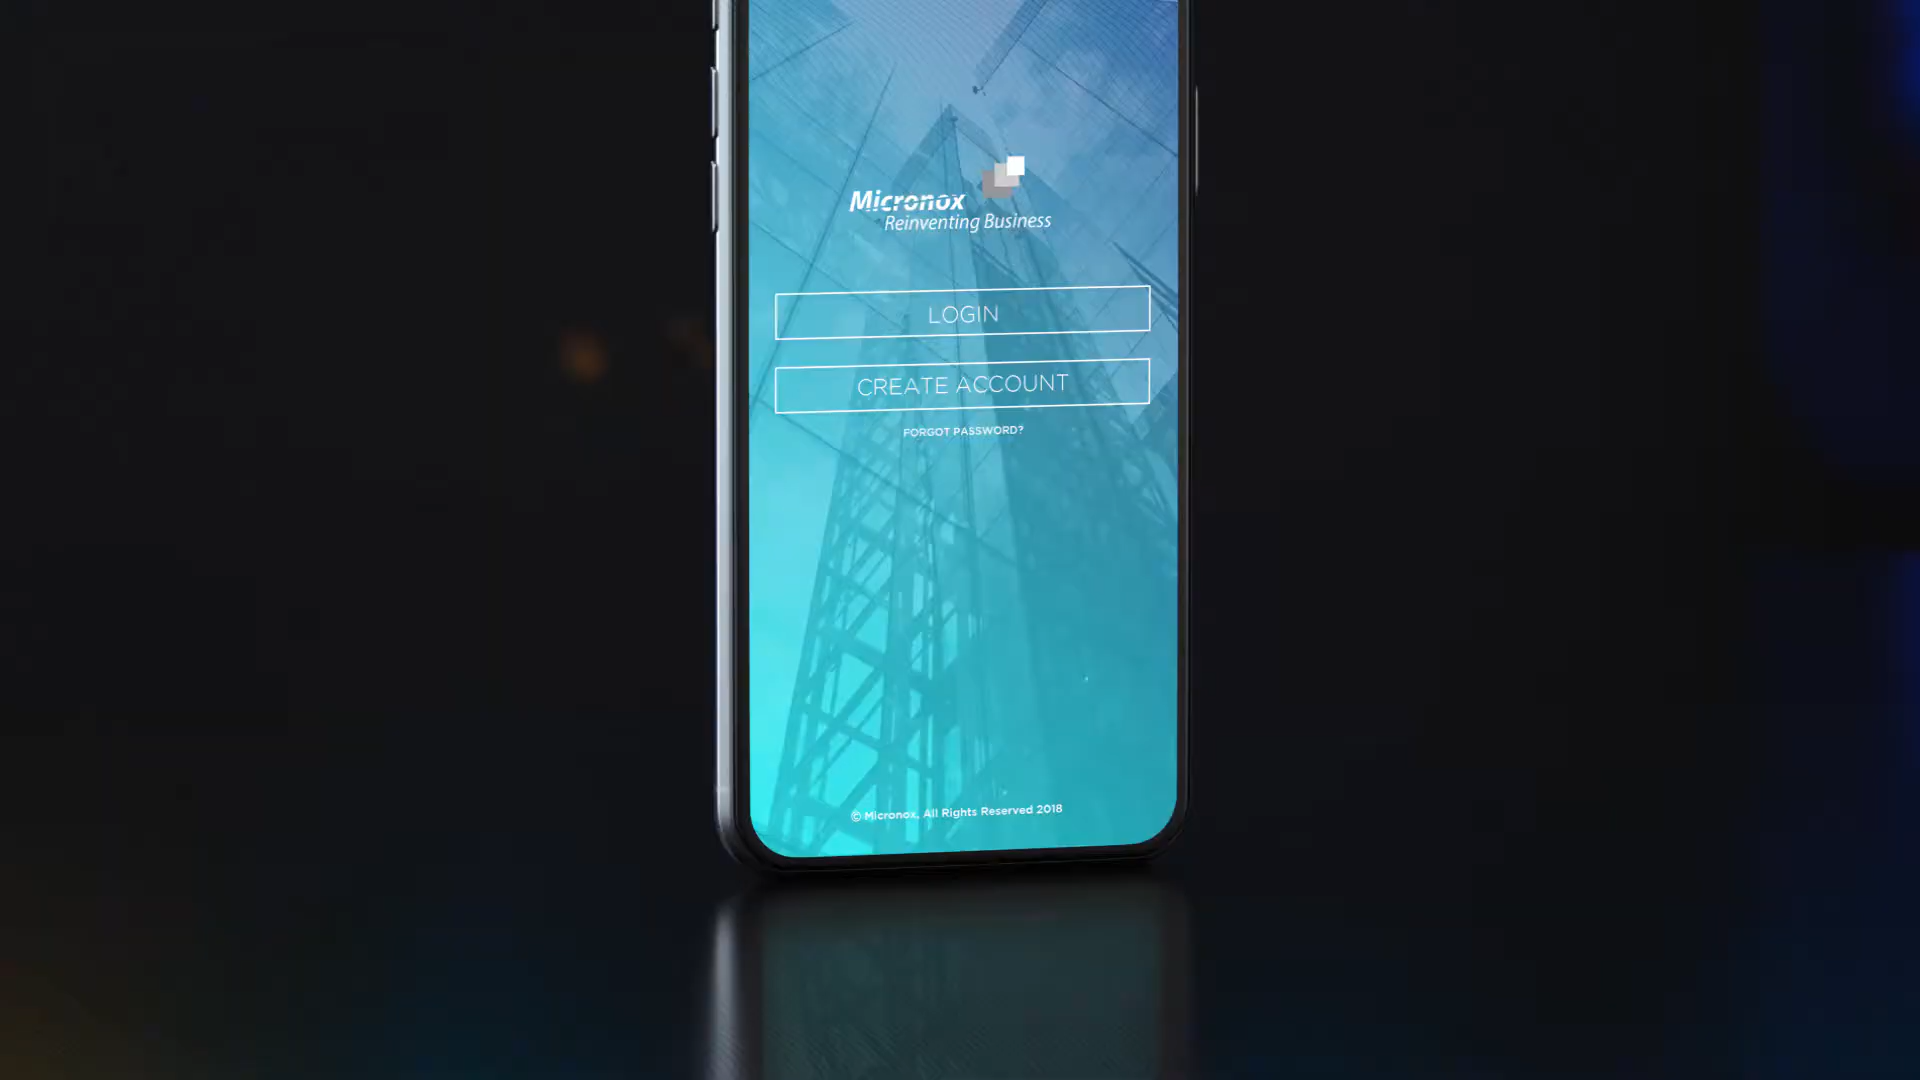 Micronox
Reinventing Business
LOGIN
CREATE ACCOUNT
FORGOT PASSWORD?
© Micronox, All Rights Reserved 2018